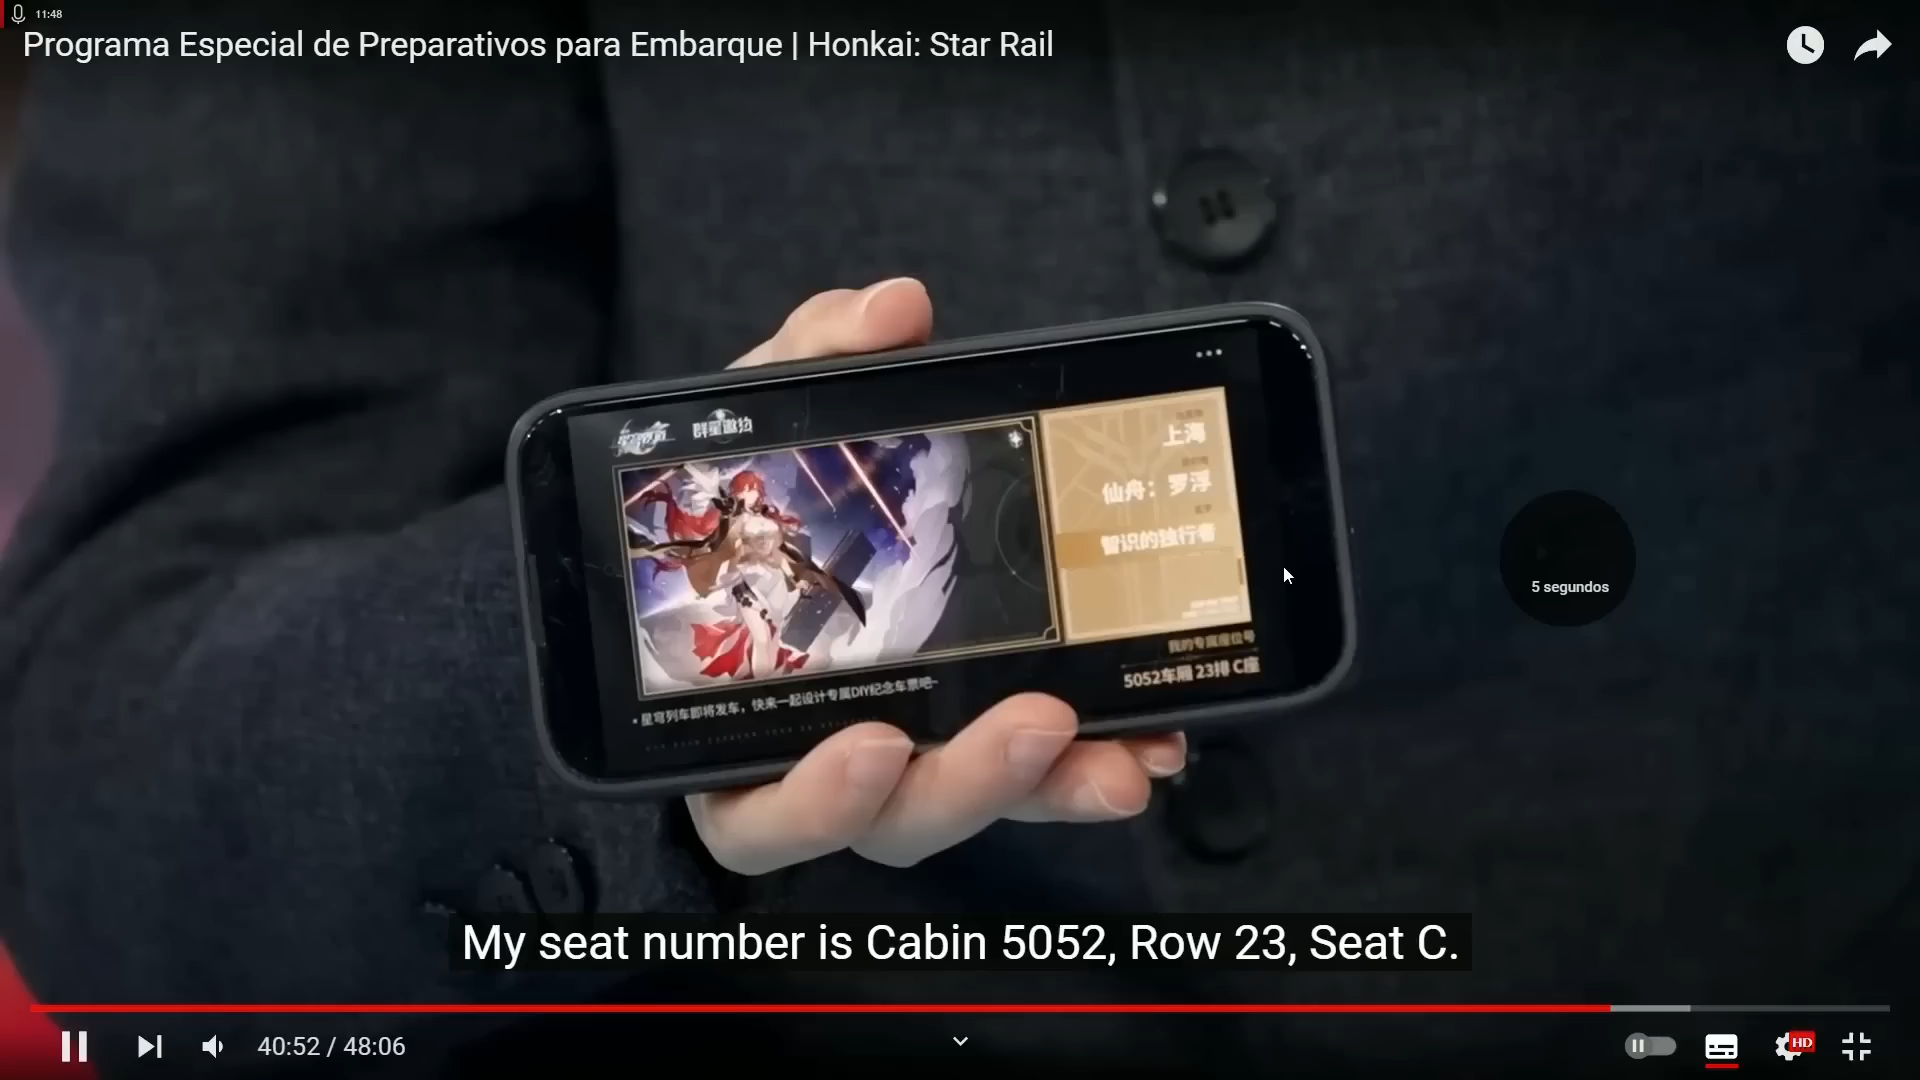 11:48
Programa Especial de Preparativos para Embarque | Honkai: Star Rail
群星邀约
上海
仙舟：罗浮
智识的独行者
我的专属座位号
5052车厢 23排 C座
• 星穹列车即将发车，快来一起设计专属DIY纪念车票吧~
5 segundos
My seat number is Cabin 5052, Row 23, Seat C.
40:52 / 48:06
HD